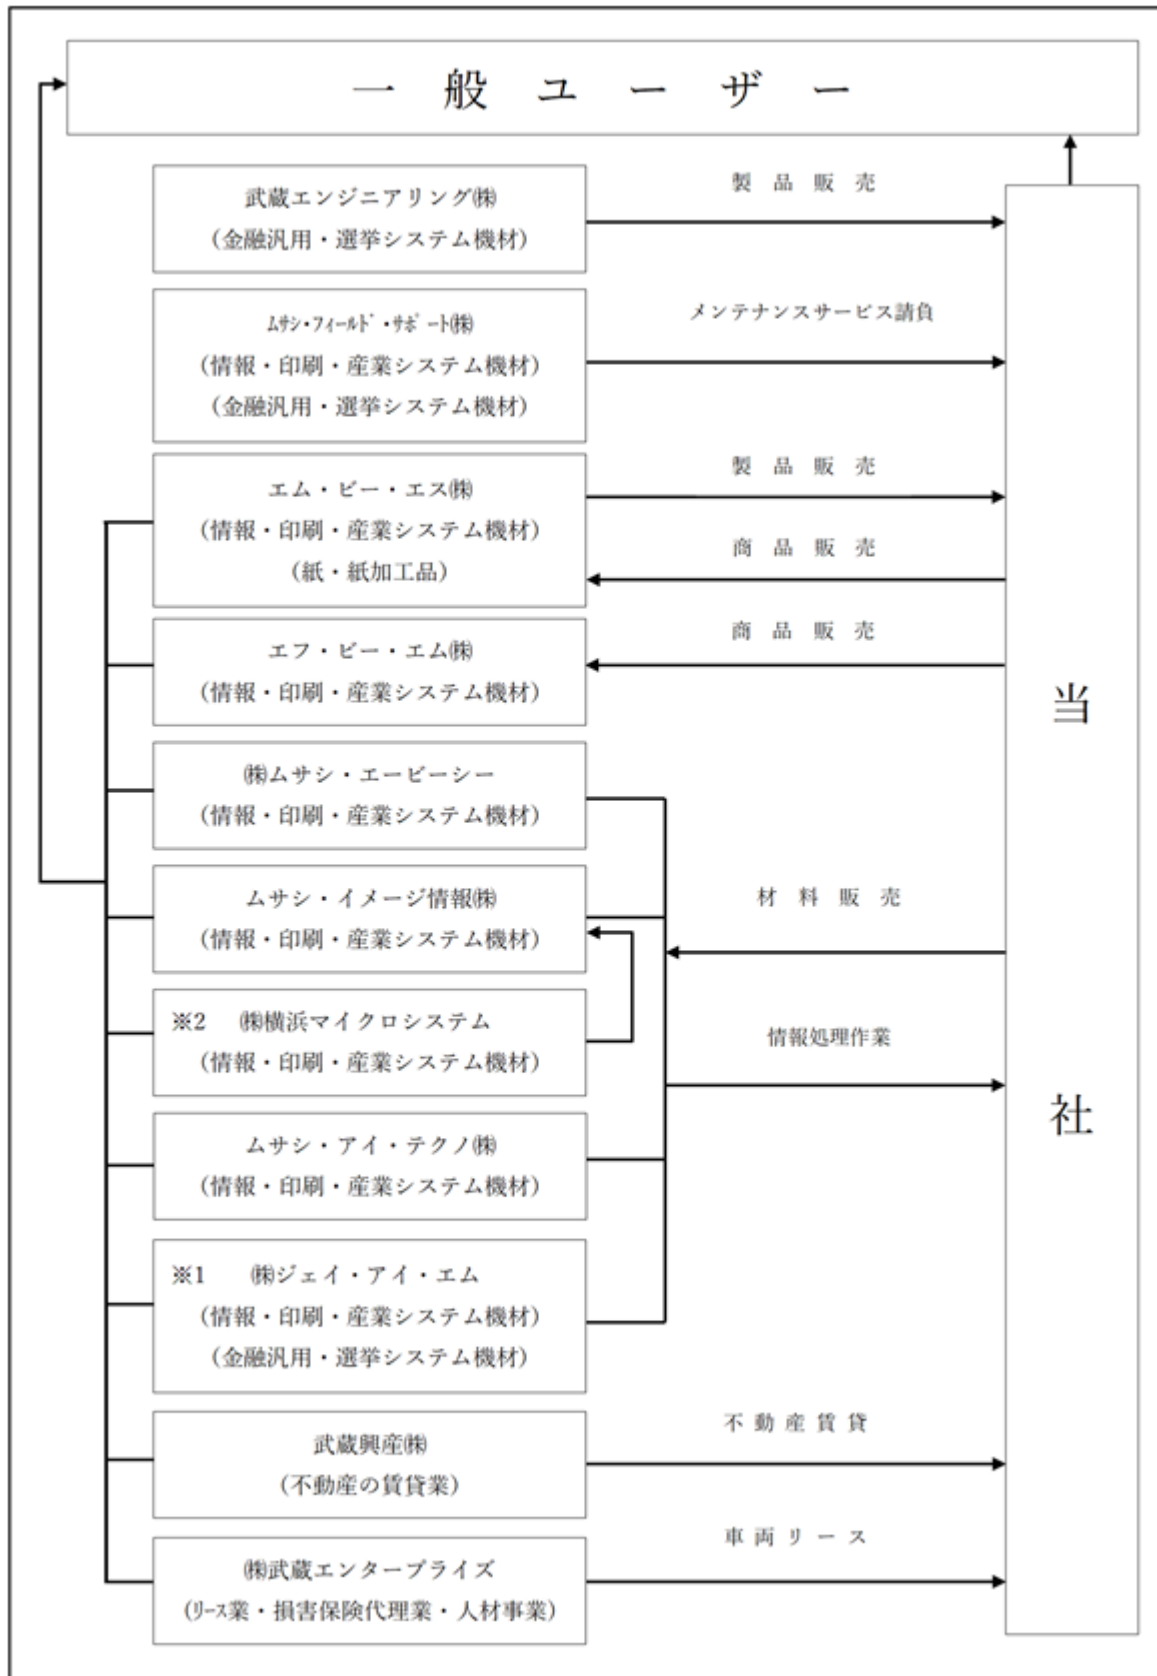 一般ユーザー
武蔵エンジニアリング㈱
(金融汎用・選挙システム機材)
製品販売
ﾑｻｼ・ﾌｨｰﾙﾄﾞ・ｻﾎﾟｰﾄ㈱
(情報・印刷・産業システム機材)
(金融汎用・選挙システム機材)
メンテナンスサービス請負
エム・ビー・エス㈱
(情報・印刷・産業システム機材)
(紙・紙加工品)
製品販売
商品販売
エフ・ビー・エム㈱
(情報・印刷・産業システム機材)
商品販売
㈱ムサシ・エービーシー
(情報・印刷・産業システム機材)
ムサシ・イメージ情報㈱
(情報・印刷・産業システム機材)
材料販売
※2 ㈱横浜マイクロシステム
(情報・印刷・産業システム機材)
情報処理作業
ムサシ・アイ・テクノ㈱
(情報・印刷・産業システム機材)
※1 ㈱ジェイ・アイ・エム
(情報・印刷・産業システム機材)
(金融汎用・選挙システム機材)
武蔵興産㈱
(不動産の賃貸業)
不動産賃貸
㈱武蔵エンタープライズ
(ﾘｰｽ業・損害保険代理業・人材事業)
車両リース
当
社